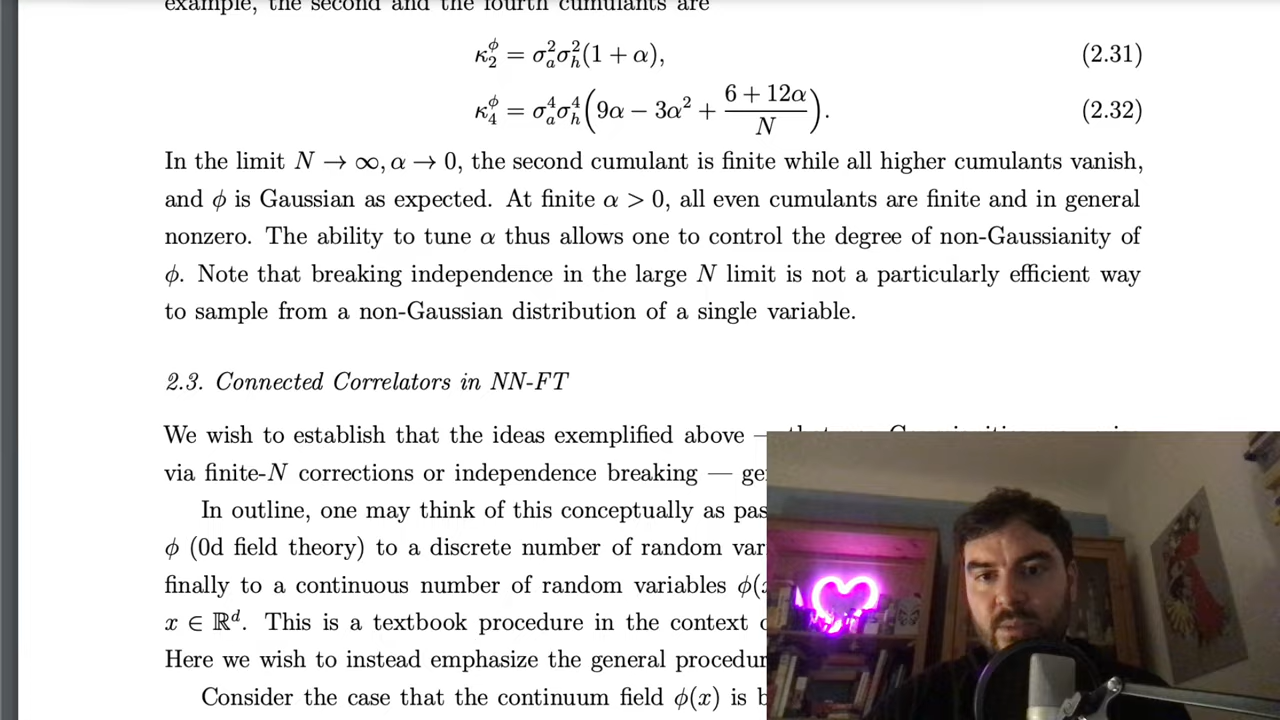 example, the second and the fourth cumulants are
κ₂^ϕ = σₐ²σₕ²(1 + α), (2.31)
κ₄^ϕ = σₐ⁴σₕ⁴(9α − 3α² + (6 + 12α)/N). (2.32)
In the limit N → ∞, α → 0, the second cumulant is finite while all higher cumulants vanish,
and ϕ is Gaussian as expected. At finite α > 0, all even cumulants are finite and in general
nonzero. The ability to tune α thus allows one to control the degree of non-Gaussianity of
ϕ. Note that breaking independence in the large N limit is not a particularly efficient way
to sample from a non-Gaussian distribution of a single variable.
2.3. Connected Correlators in NN-FT
We wish to establish that the ideas exemplified above —
via finite-N corrections or independence breaking —
In outline, one may think of this conceptually as
ϕ (0d field theory) to a discrete number of random
finally to a continuous number of random variables
x ∈ ℝᵈ. This is a textbook procedure in the context
Here we wish to instead emphasize the general
Consider the case that the continuum field ϕ(x) is